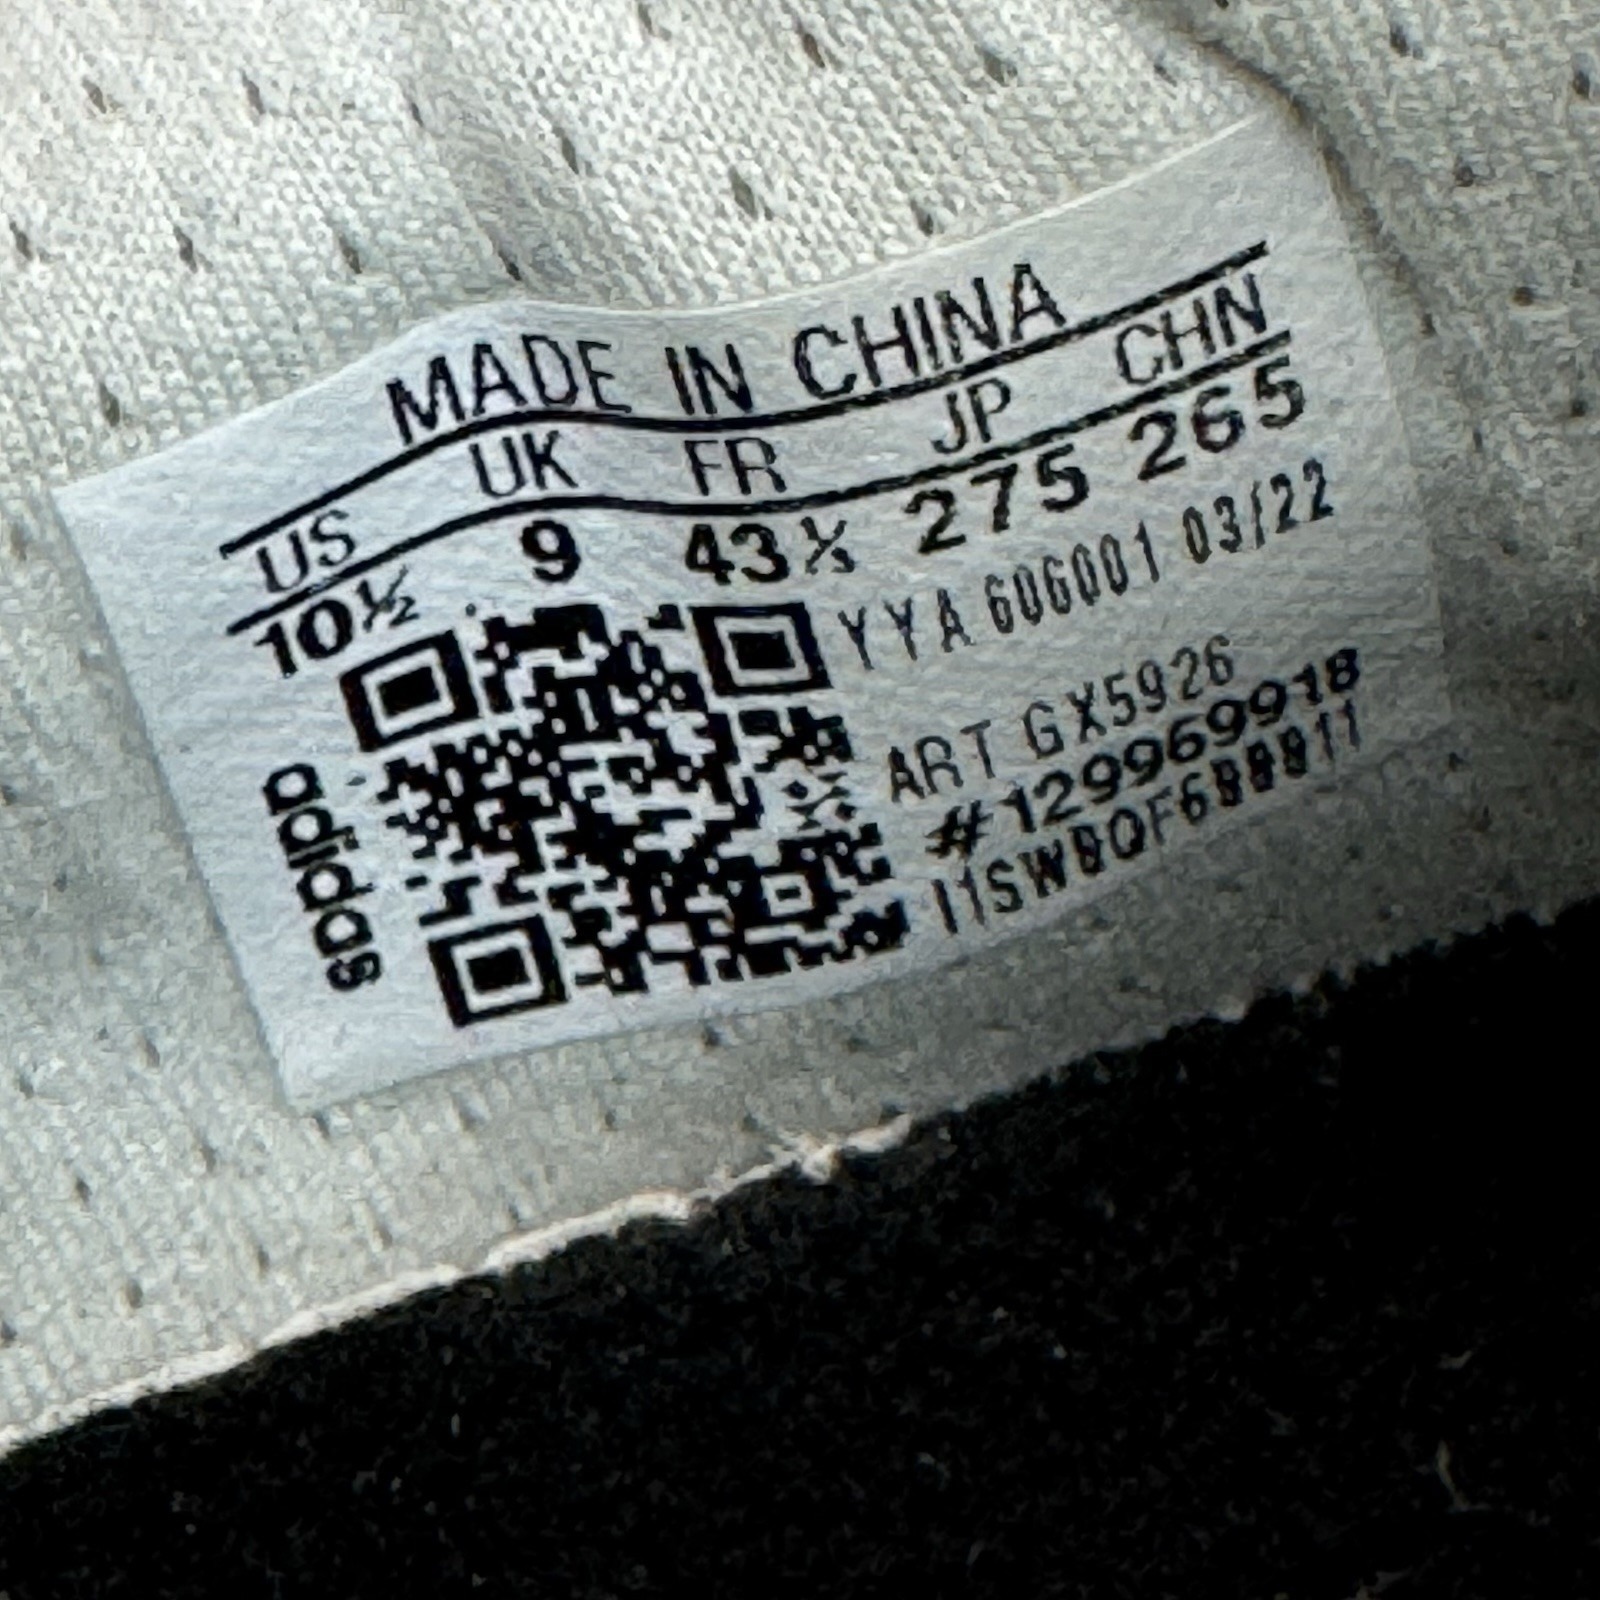 MADE IN CHINA
US UK FR JP CHN
10½ 9 43⅓ 275 265
YYA 606001 03/22
ART GX5926
#129969918
adidas